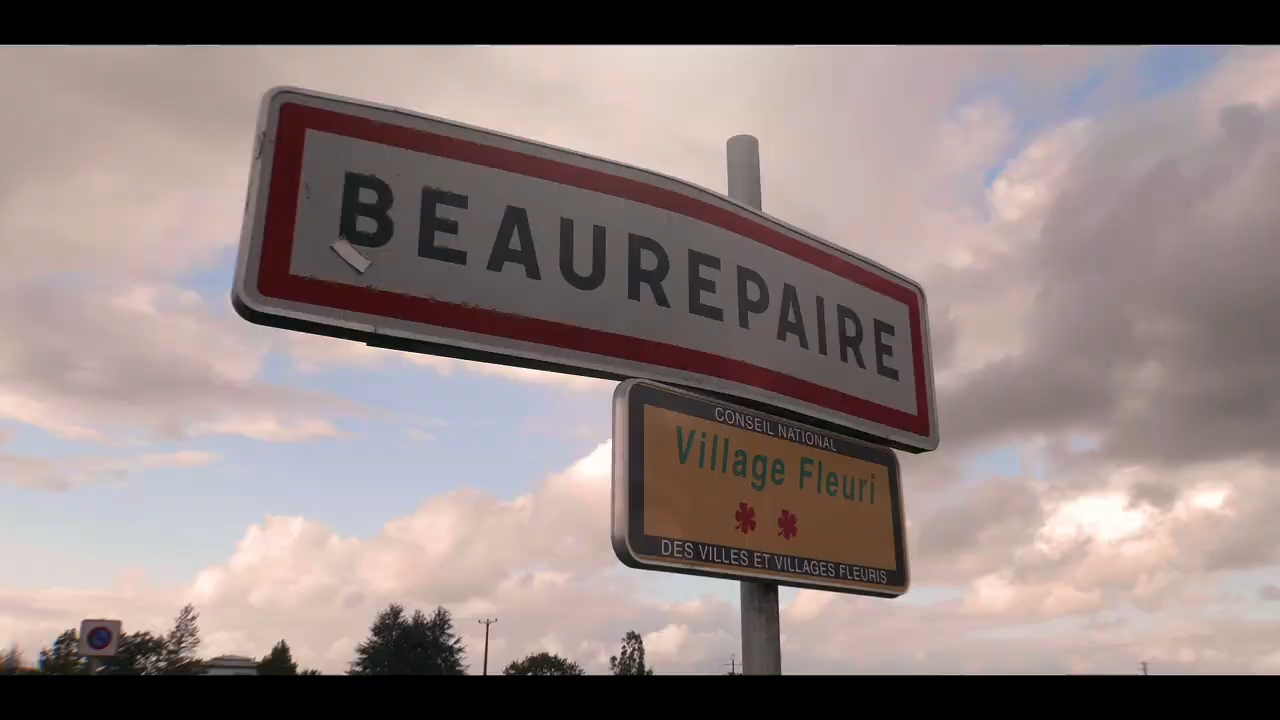 BEAUREPAIRE
CONSEIL NATIONAL
Village Fleuri
DES VILLES ET VILLAGES FLEURIS